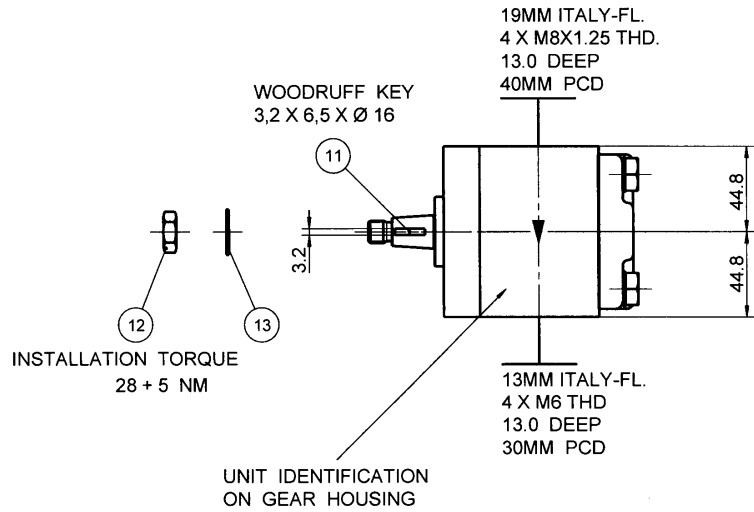 19MM ITALY-FL.
4 X M8X1.25 THD.
13.0 DEEP
40MM PCD
WOODRUFF KEY
3,2 X 6,5 X Ø 16
11
44.8
3.2
44.8
12
13
INSTALLATION TORQUE
28 + 5 NM
13MM ITALY-FL.
4 X M6 THD
13.0 DEEP
30MM PCD
UNIT IDENTIFICATION
ON GEAR HOUSING